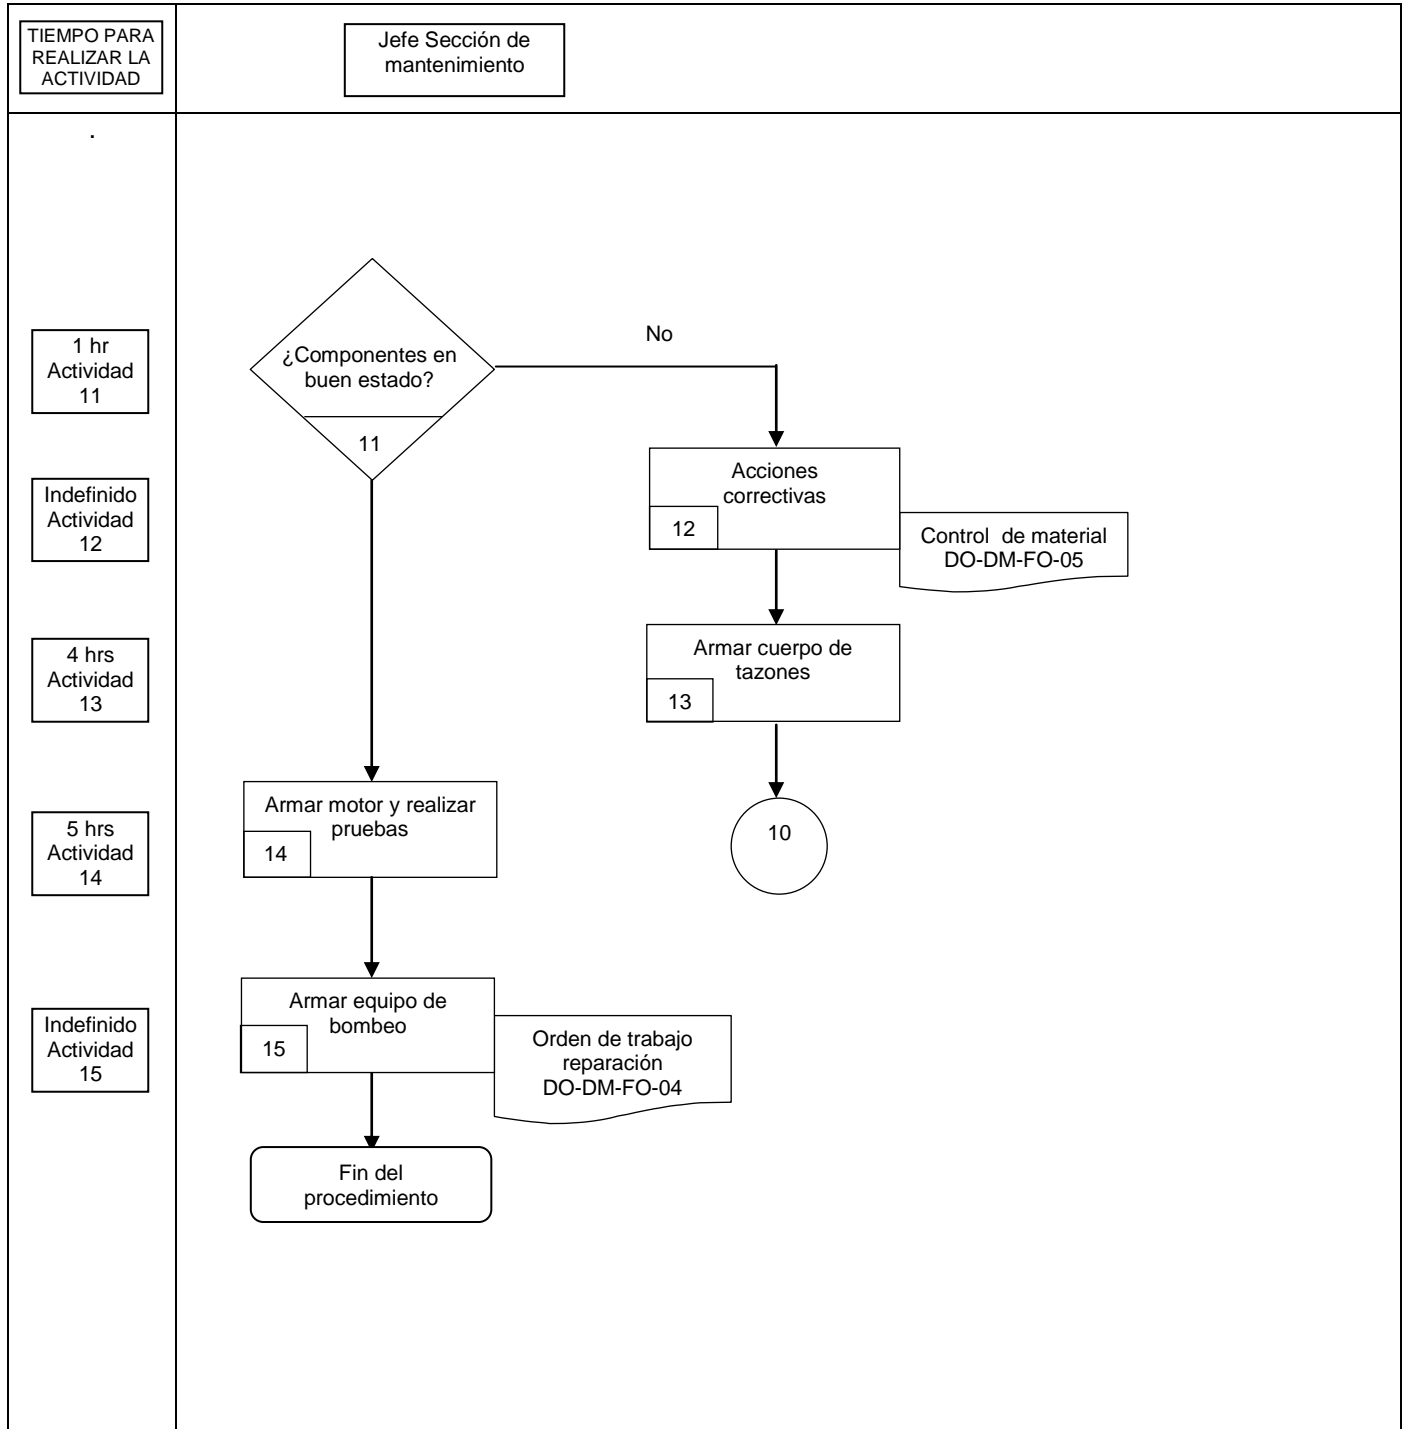 TIEMPO PARA
REALIZAR LA
ACTIVIDAD
Jefe Sección de
mantenimiento
.
1 hr
Actividad
11
¿Componentes en
buen estado?
11
No
Indefinido
Actividad
12
Acciones
correctivas
12
Control  de material
DO-DM-FO-05
4 hrs
Actividad
13
Armar cuerpo de
tazones
13
5 hrs
Actividad
14
Armar motor y realizar
pruebas
14
10
Indefinido
Actividad
15
Armar equipo de
bombeo
15
Orden de trabajo
reparación
DO-DM-FO-04
Fin del
procedimiento